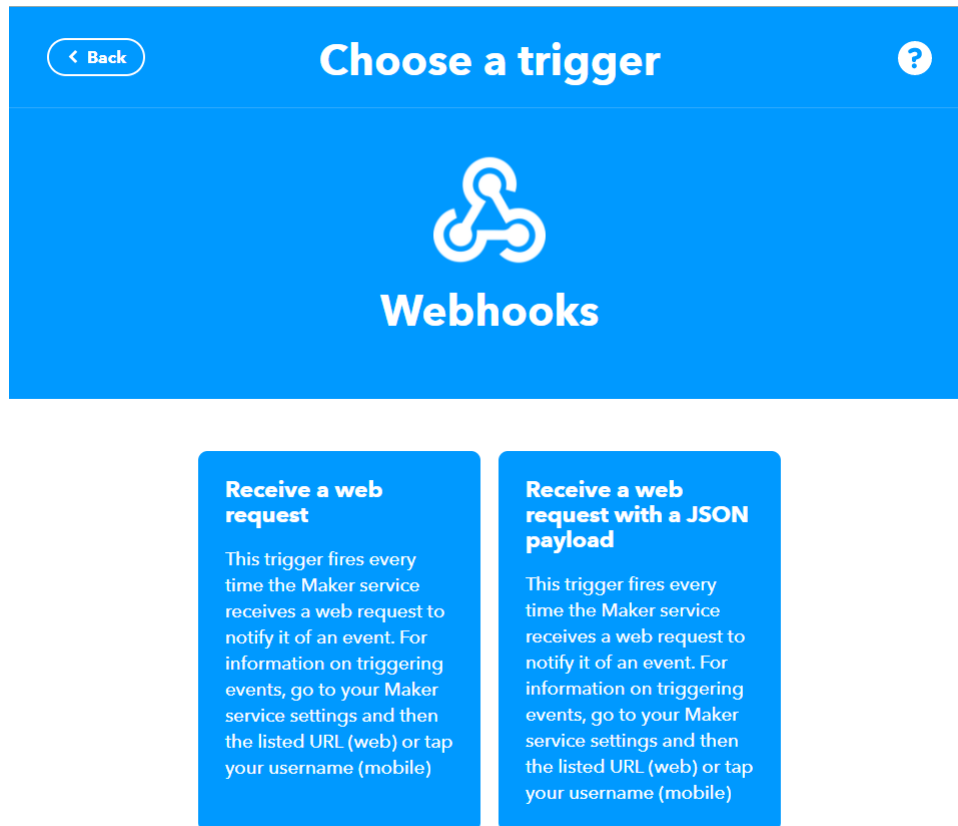 Back
Choose a trigger
?
Webhooks
Receive a web
request
This trigger fires every
time the Maker service
receives a web request to
notify it of an event. For
information on triggering
events, go to your Maker
service settings and then
the listed URL (web) or tap
your username (mobile)
Receive a web
request with a JSON
payload
This trigger fires every
time the Maker service
receives a web request to
notify it of an event. For
information on triggering
events, go to your Maker
service settings and then
the listed URL (web) or tap
your username (mobile)